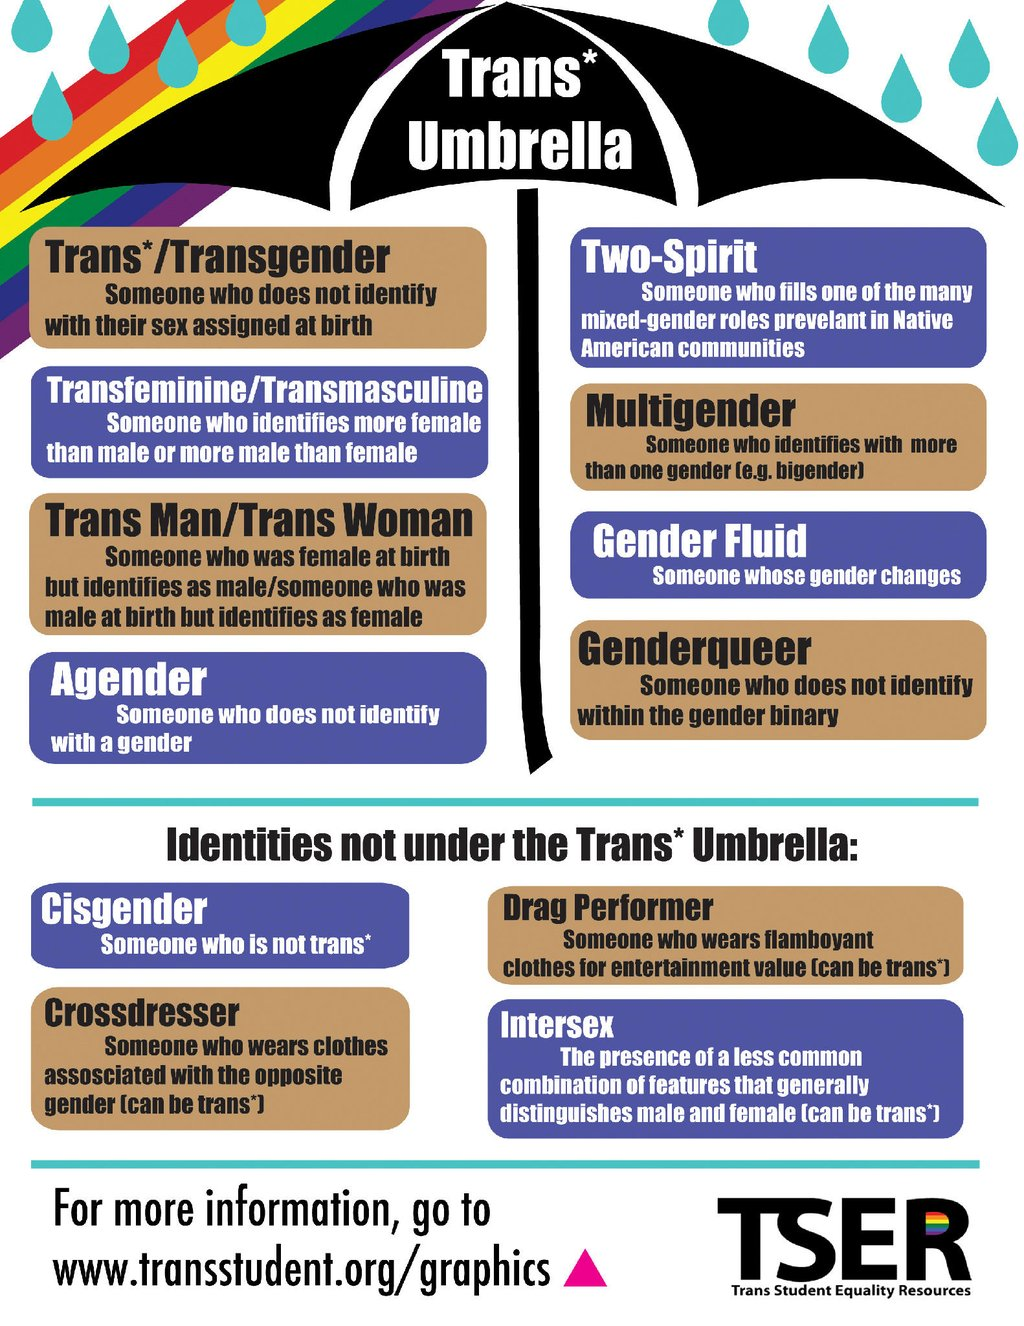 Trans*
Umbrella
Trans*/Transgender
Someone who does not identify
with their sex assigned at birth
Transfeminine/Transmasculine
Someone who identifies more female
than male or more male than female
Trans Man/Trans Woman
Someone who was female at birth
but identifies as male/someone who was
male at birth but identifies as female
Agender
Someone who does not identify
with a gender
Two-Spirit
Someone who fills one of the many
mixed-gender roles prevelant in Native
American communities
Multigender
Someone who identifies with more
than one gender (e.g. bigender)
Gender Fluid
Someone whose gender changes
Genderqueer
Someone who does not identify
within the gender binary
Identities not under the Trans* Umbrella:
Cisgender
Someone who is not trans*
Crossdresser
Someone who wears clothes
assosciated with the opposite
gender (can be trans*)
Drag Performer
Someone who wears flamboyant
clothes for entertainment value (can be trans*)
Intersex
The presence of a less common
combination of features that generally
distinguishes male and female (can be trans*)
For more information, go to
www.transstudent.org/graphics
TSER
Trans Student Equality Resources